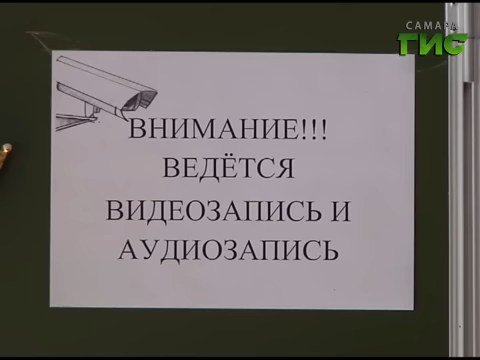 САМАРА
ГИС
ВНИМАНИЕ!!!
ВЕДЁТСЯ
ВИДЕОЗАПИСЬ И
АУДИОЗАПИСЬ